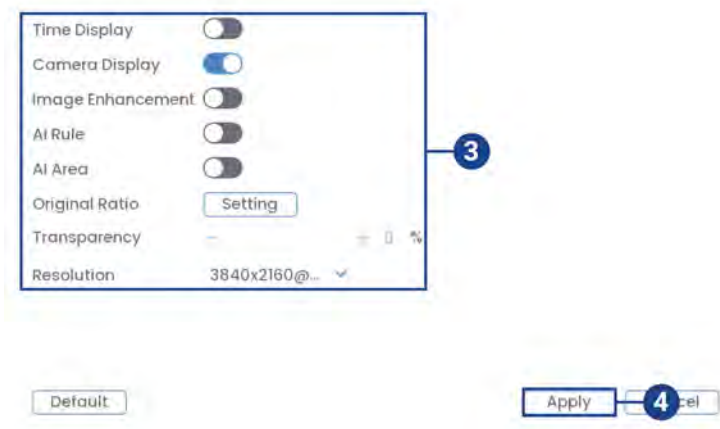 Time Display
Camera Display
Image Enhancement
AI Rule
AI Area
Original Ratio Setting
Transparency - + %
Resolution 3840x2160@...
3
Default Apply 4 cel